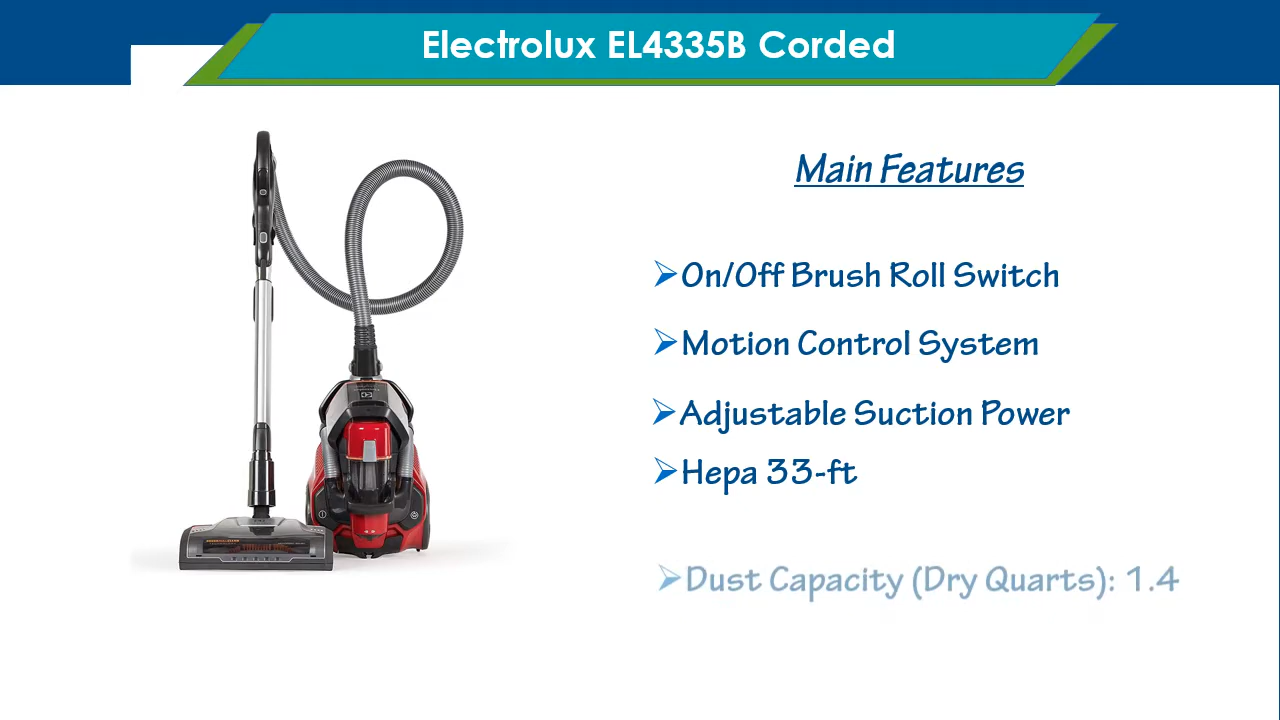 Electrolux EL4335B Corded
Main Features
On/Off Brush Roll Switch
Motion Control System
Adjustable Suction Power
Hepa 33-ft
Dust Capacity (Dry Quarts): 1.4